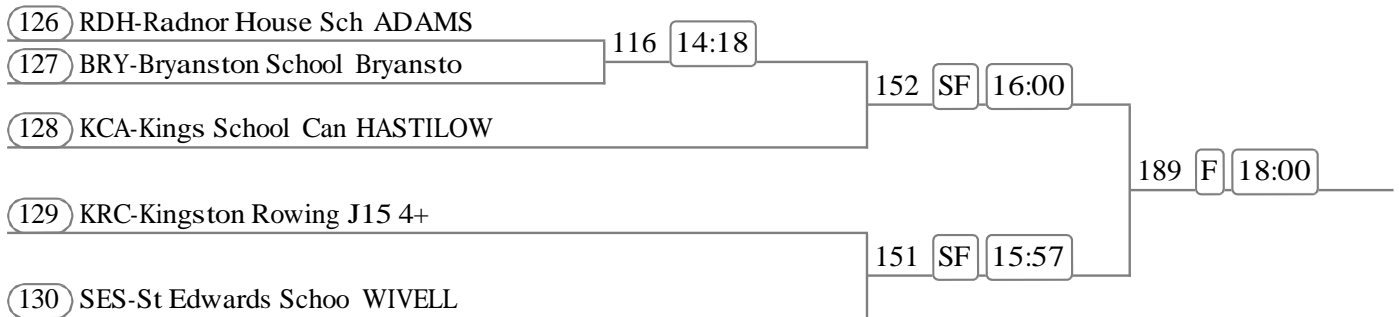 126 RDH-Radnor House Sch ADAMS
116 14:18
127 BRY-Bryanston School Bryansto
152 SF 16:00
128 KCA-Kings School Can HASTILOW
189 F 18:00
129 KRC-Kingston Rowing J15 4+
151 SF 15:57
130 SES-St Edwards Schoo WIVELL